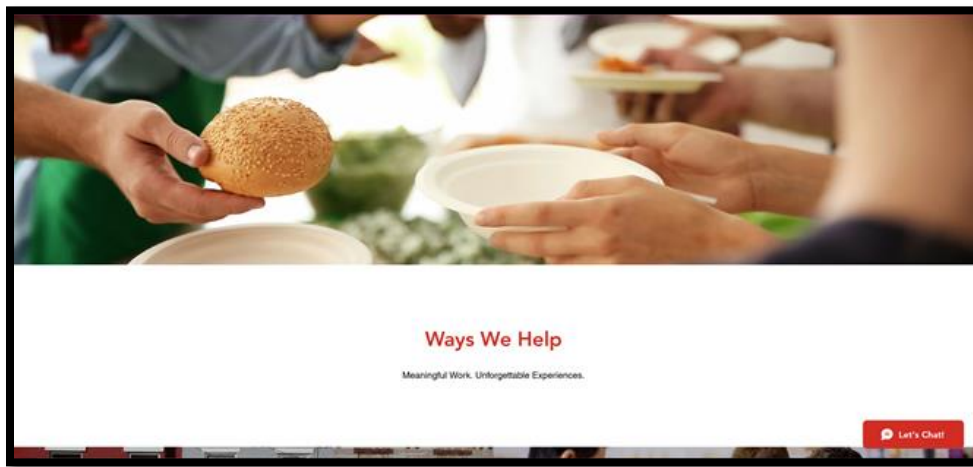 Ways We Help
Meaningful Work. Unforgettable Experiences.
Let's Chat!